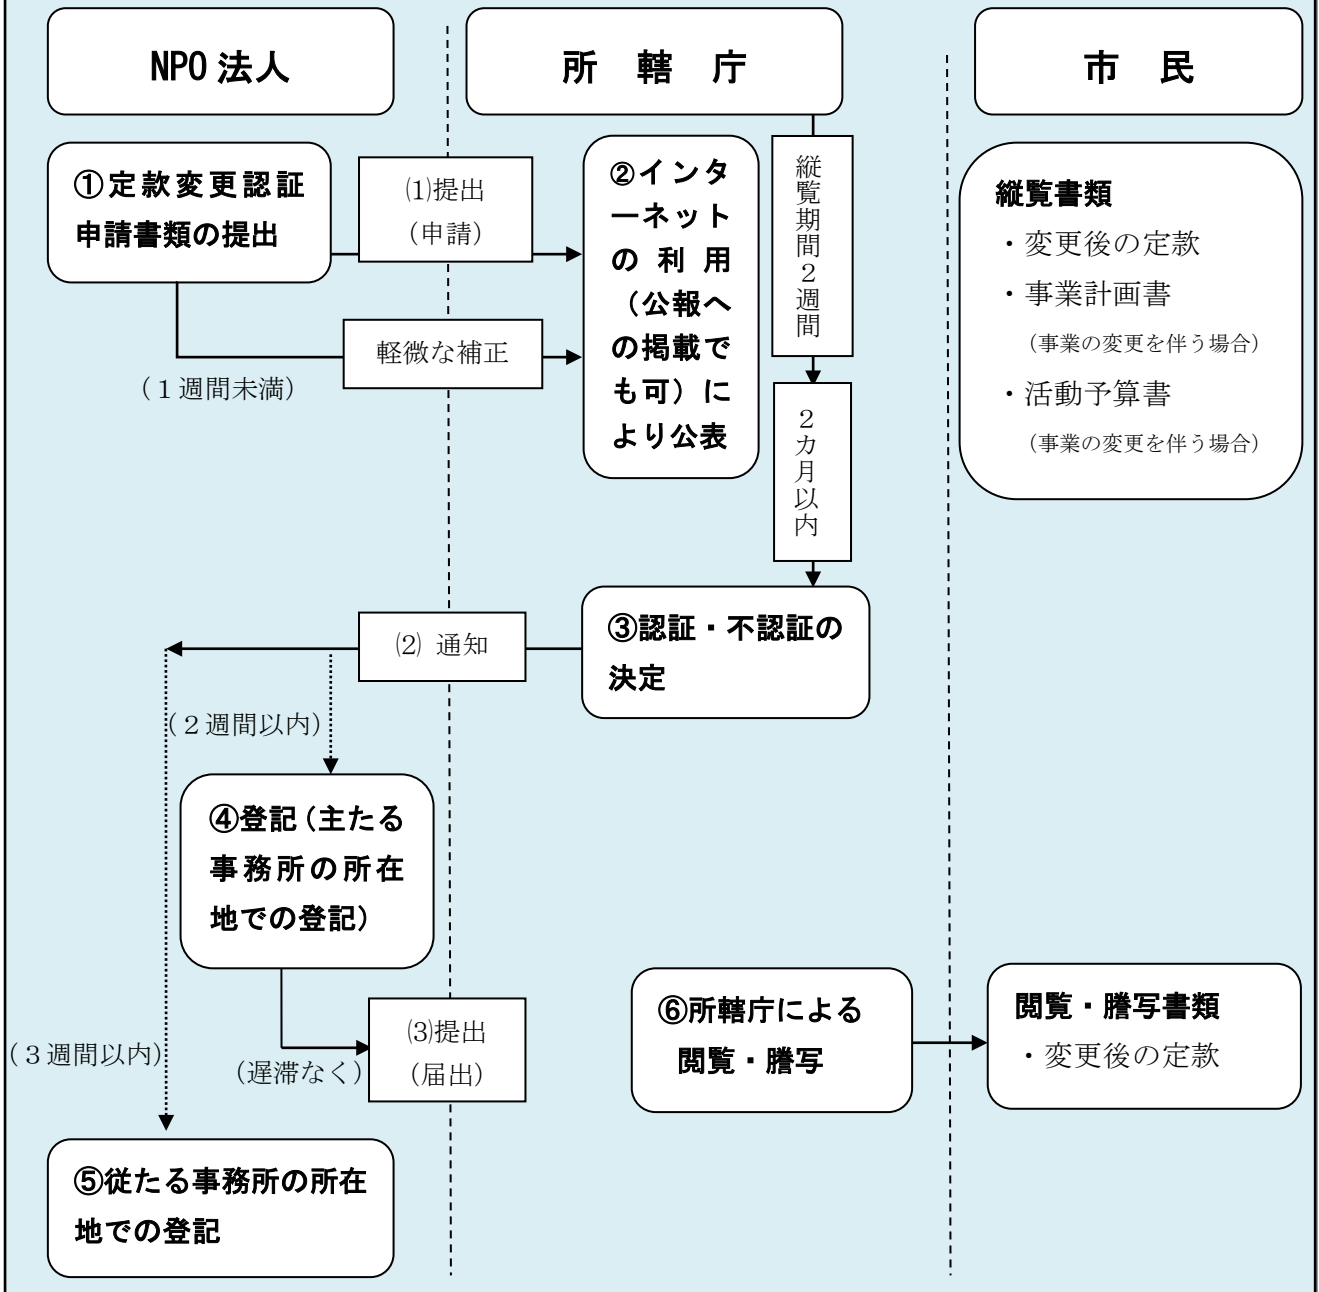 NPO法人
所　轄　庁
市　民
①定款変更認証
申請書類の提出
⑴提出
(申請)
軽微な補正
(１週間未満)
②インタ
ーネット
の利用
（公報へ
の掲載で
も可）に
より公表
縦覧期間２週間
２カ月以内
縦覧書類
・変更後の定款
・事業計画書
（事業の変更を伴う場合）
・活動予算書
（事業の変更を伴う場合）
③認証・不認証の
決定
⑵ 通知
(２週間以内)
④登記（主たる
事務所の所在
地での登記）
(３週間以内)
(遅滞なく)
⑶提出
(届出)
⑥所轄庁による
閲覧・謄写
閲覧・謄写書類
・変更後の定款
⑤従たる事務所の所在
地での登記